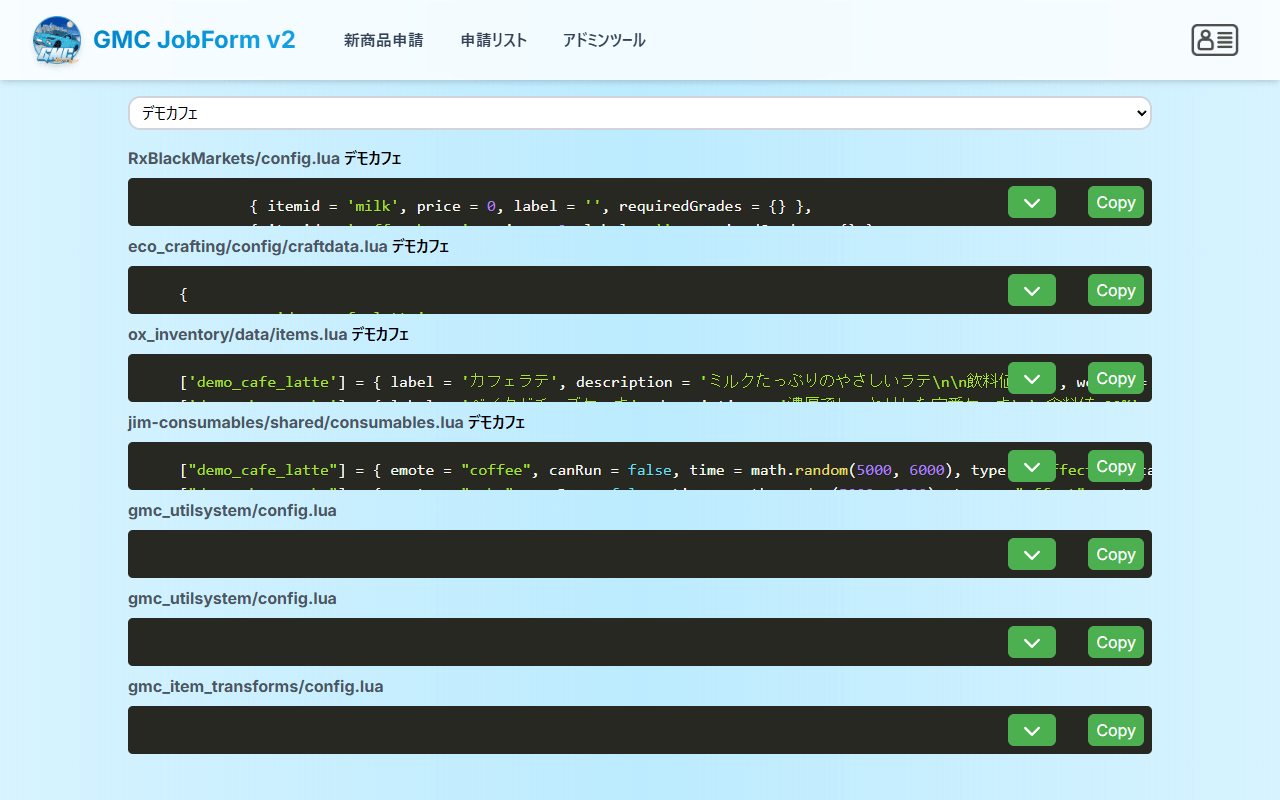 GMC JobForm v2
新商品申請
申請リスト
アドミンツール
デモカフェ
RxBlackMarkets/config.lua デモカフェ
{ itemid = 'milk', price = 0, label = '', requiredGrades = {} },
Copy
eco_crafting/config/craftdata.lua デモカフェ
{
Copy
ox_inventory/data/items.lua デモカフェ
['demo_cafe_latte'] = { label = 'カフェラテ', description = 'ミルクたっぷりのやさしいラテ\n\n飲料
Copy
jim-consumables/shared/consumables.lua デモカフェ
["demo_cafe_latte"] = { emote = "coffee", canRun = false, time = math.random(5000, 6000), type
Copy
gmc_utilsystem/config.lua
Copy
gmc_utilsystem/config.lua
Copy
gmc_item_transforms/config.lua
Copy